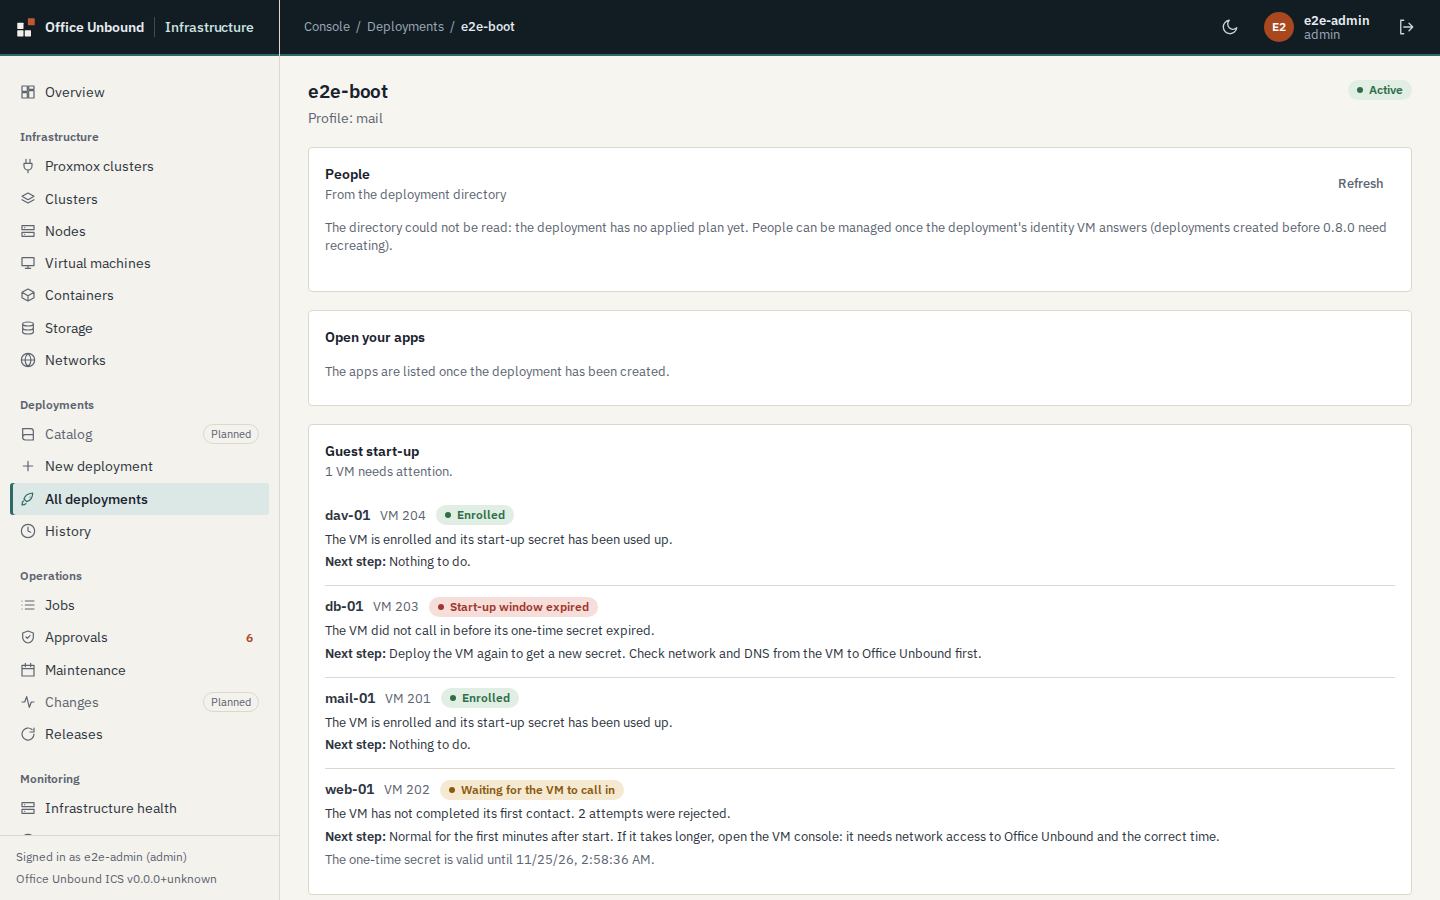 Office Unbound
Infrastructure
Console / Deployments / e2e-boot
E2
e2e-admin
admin
Overview
Infrastructure
Proxmox clusters
Clusters
Nodes
Virtual machines
Containers
Storage
Networks
Deployments
Catalog Planned
New deployment
All deployments
History
Operations
Jobs
Approvals 6
Maintenance
Changes Planned
Releases
Monitoring
Infrastructure health
Signed in as e2e-admin (admin)
Office Unbound ICS v0.0.0+unknown
e2e-boot
Active
Profile: mail
People
From the deployment directory
Refresh
The directory could not be read: the deployment has no applied plan yet. People can be managed once the deployment's identity VM answers (deployments created before 0.8.0 need
recreating).
Open your apps
The apps are listed once the deployment has been created.
Guest start-up
1 VM needs attention.
dav-01 VM 204 Enrolled
The VM is enrolled and its start-up secret has been used up.
Next step: Nothing to do.
db-01 VM 203 Start-up window expired
The VM did not call in before its one-time secret expired.
Next step: Deploy the VM again to get a new secret. Check network and DNS from the VM to Office Unbound first.
mail-01 VM 201 Enrolled
The VM is enrolled and its start-up secret has been used up.
Next step: Nothing to do.
web-01 VM 202 Waiting for the VM to call in
The VM has not completed its first contact. 2 attempts were rejected.
Next step: Normal for the first minutes after start. If it takes longer, open the VM console: it needs network access to Office Unbound and the correct time.
The one-time secret is valid until 11/25/26, 2:58:36 AM.